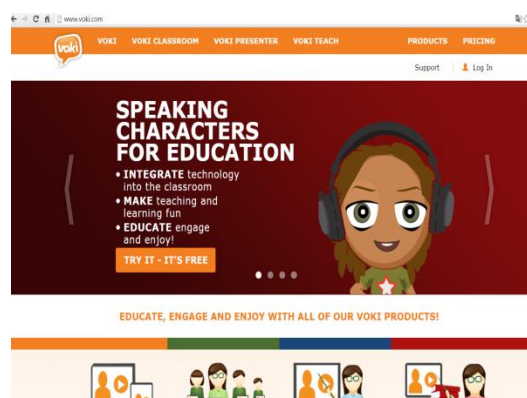 www.voki.com
voki
VOKI VOKI CLASSROOM VOKI PRESENTER VOKI TEACH PRODUCTS PRICING
Support Log In
SPEAKING
CHARACTERS
FOR EDUCATION
• INTEGRATE technology
into the classroom
• MAKE teaching and
learning fun
• EDUCATE engage
and enjoy!
TRY IT - IT'S FREE
EDUCATE, ENGAGE AND ENJOY WITH ALL OF OUR VOKI PRODUCTS!